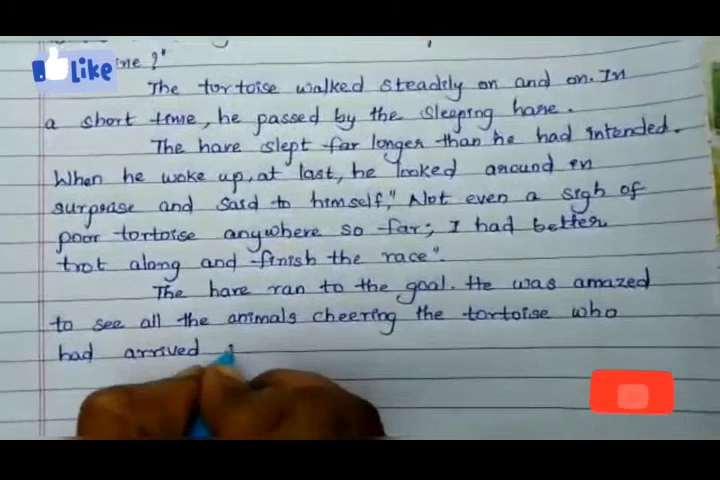 Like
ine ?"
The tortoise walked steadily on and on. In
a short time, he passed by the sleeping hare.
The hare slept far longer than he had intended.
When he woke up, at last, he looked around in
surprase and said to himself," Not even a sigh of
poor tortoise anywhere so far; I had better
trot along and finish the race".
The hare ran to the goal. He was amazed
to see all the animals cheering the tortoise who
had arrived